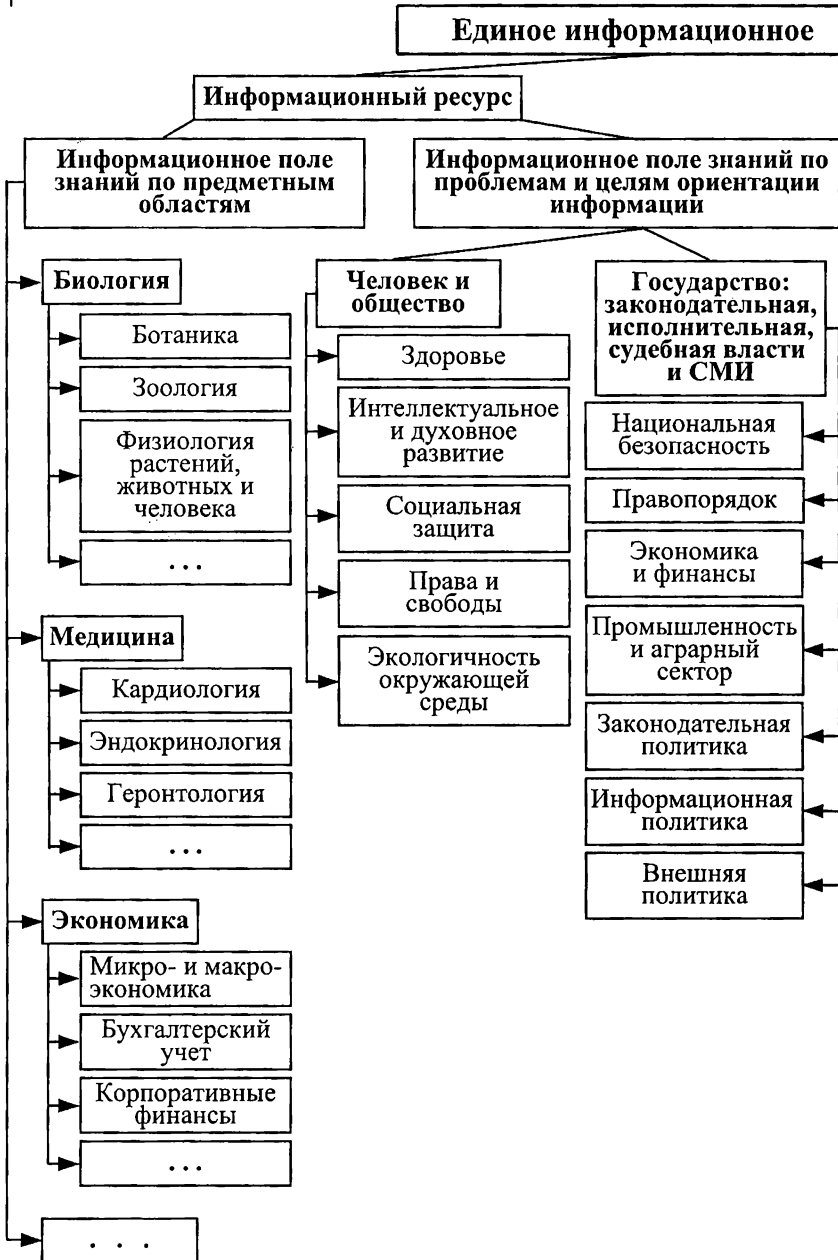 Единое информационное
Информационный ресурс
Информационное поле
знаний по предметным
областям
Информационное поле знаний по
проблемам и целям ориентации
информации
Биология
Ботаника
Зоология
Физиология
растений,
животных и
человека
...
Медицина
Кардиология
Эндокринология
Геронтология
...
Экономика
Микро- и макро-
экономика
Бухгалтерский
учет
Корпоративные
финансы
...
. . .
Человек и
общество
Здоровье
Интеллектуальное
и духовное
развитие
Социальная
защита
Права и
свободы
Экологичность
окружающей
среды
Государство:
законодательная,
исполнительная,
судебная власти
и СМИ
Национальная
безопасность
Правопорядок
Экономика
и финансы
Промышленность
и аграрный
сектор
Законодательная
политика
Информационная
политика
Внешняя
политика